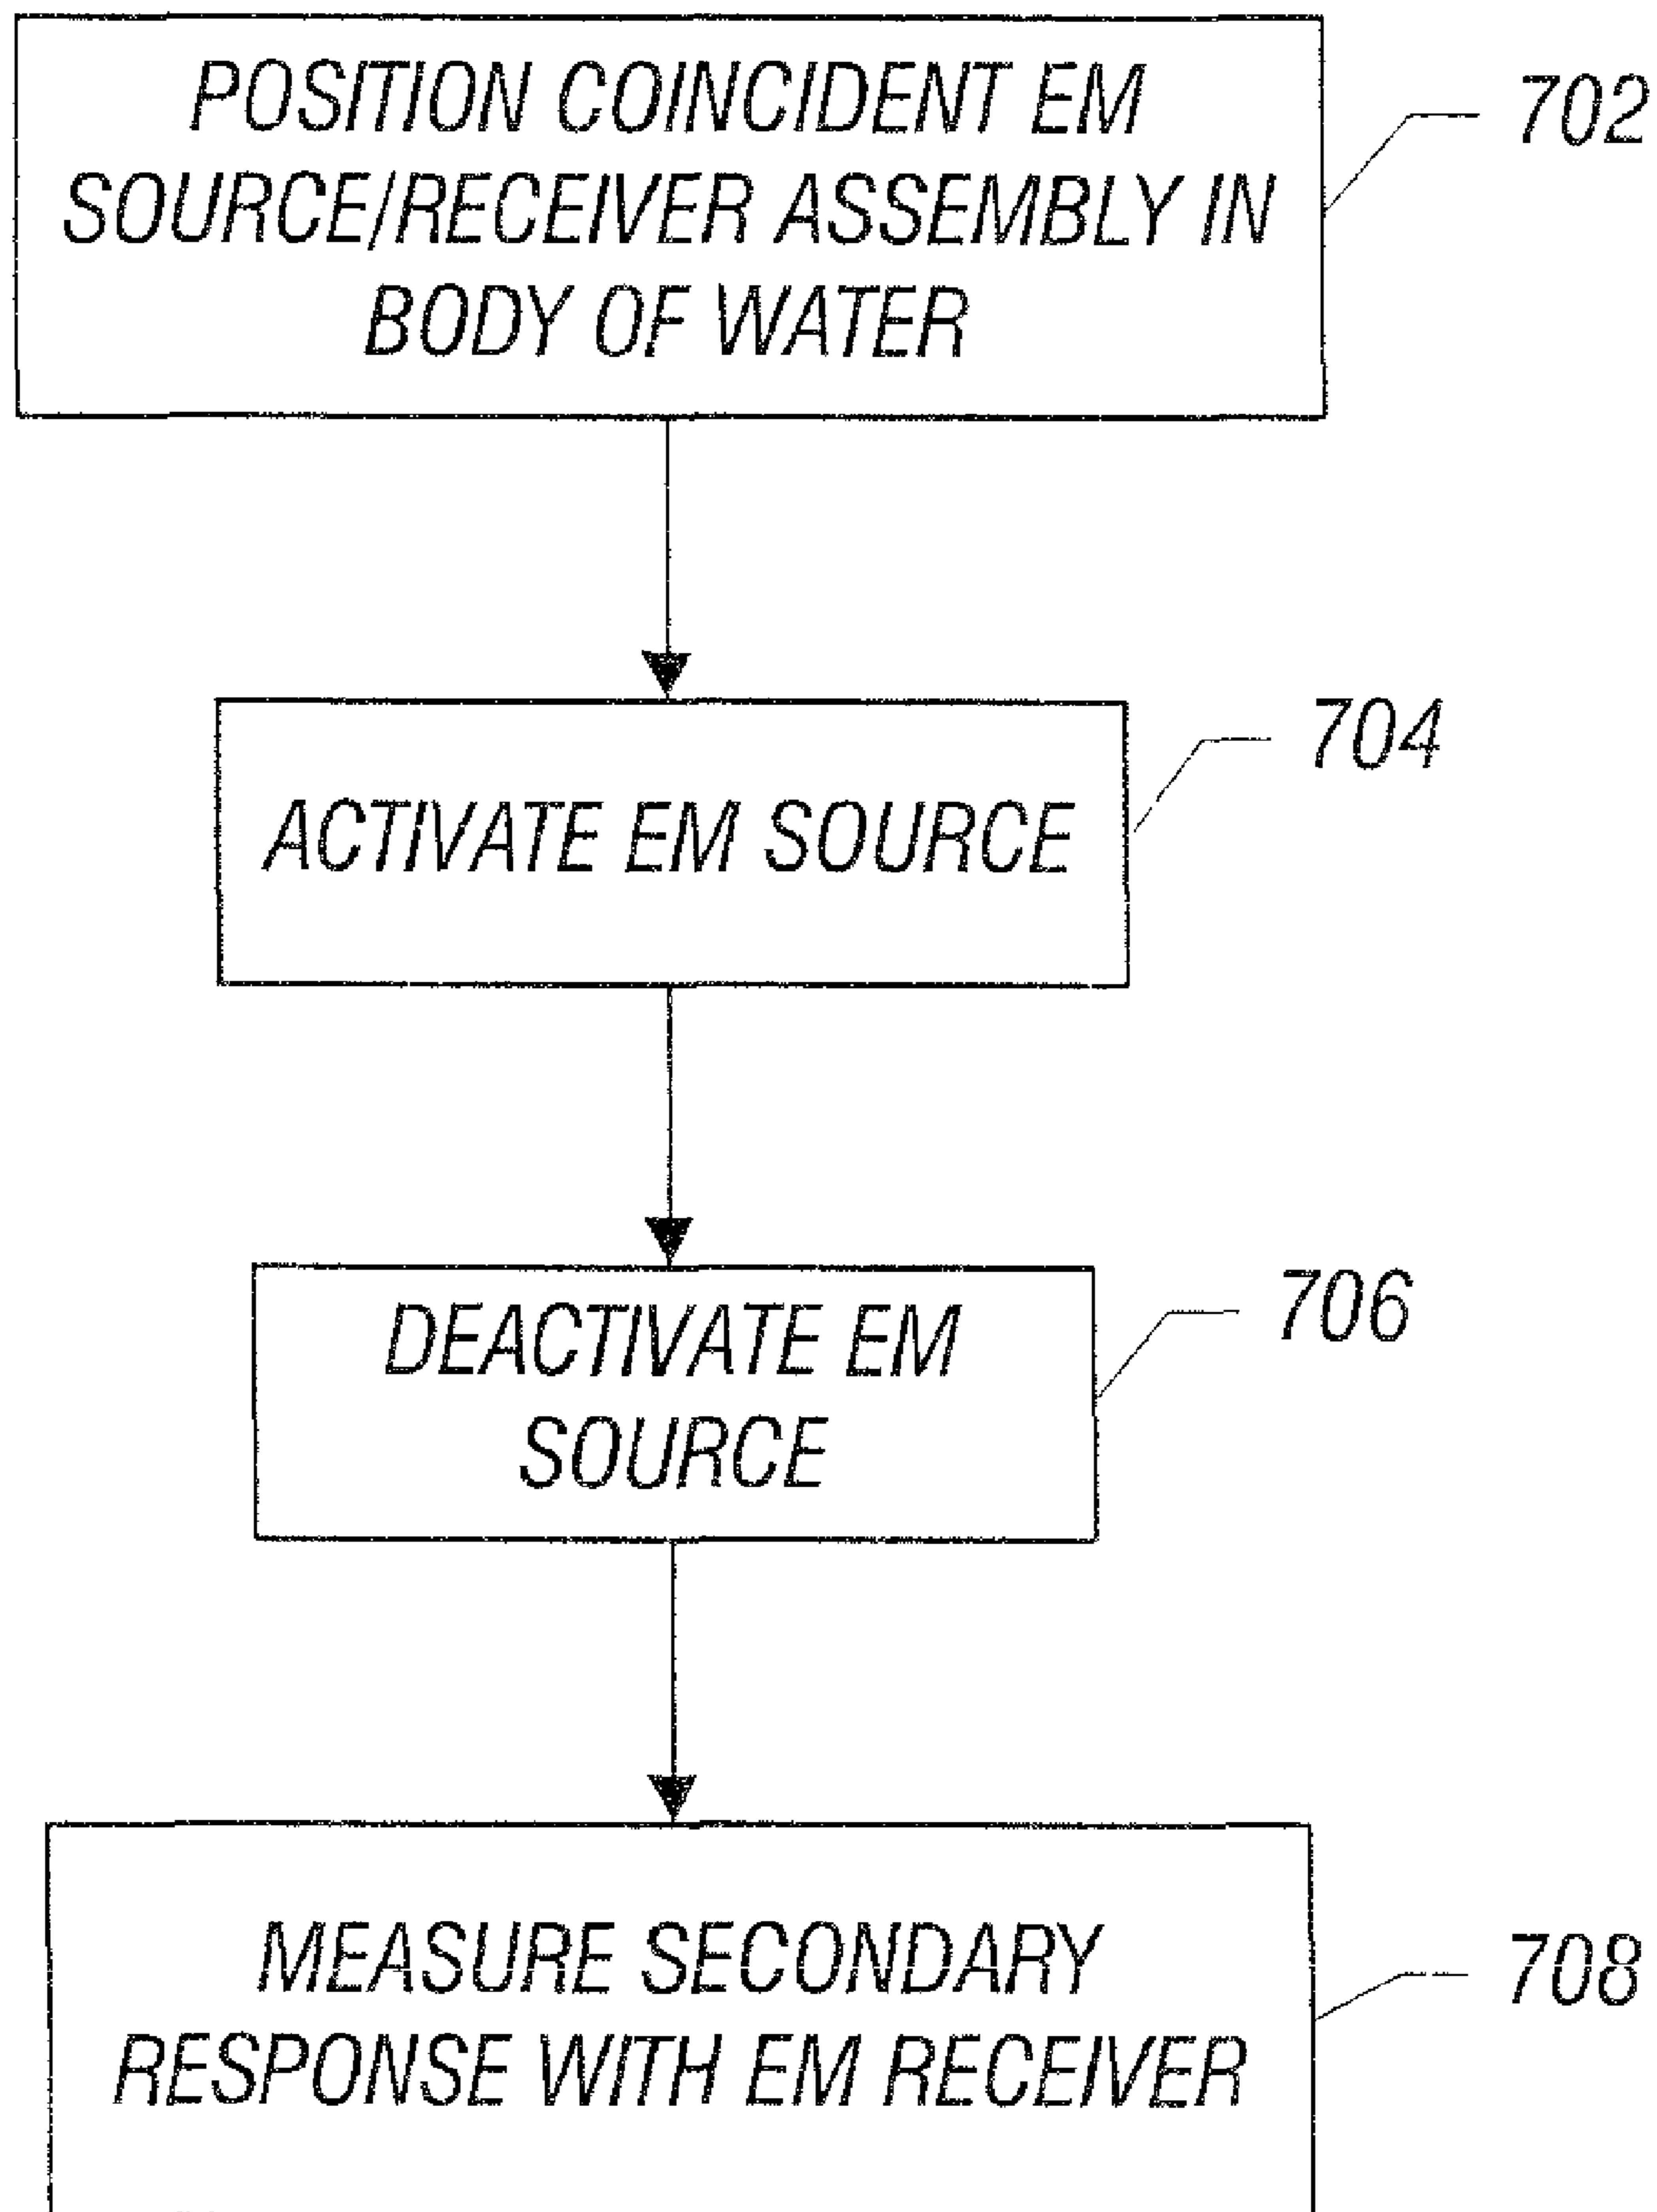 POSITION COINCIDENT EM
SOURCE/RECEIVER ASSEMBLY IN
BODY OF WATER
702
ACTIVATE EM SOURCE
704
DEACTIVATE EM
SOURCE
706
MEASURE SECONDARY
RESPONSE WITH EM RECEIVER
708